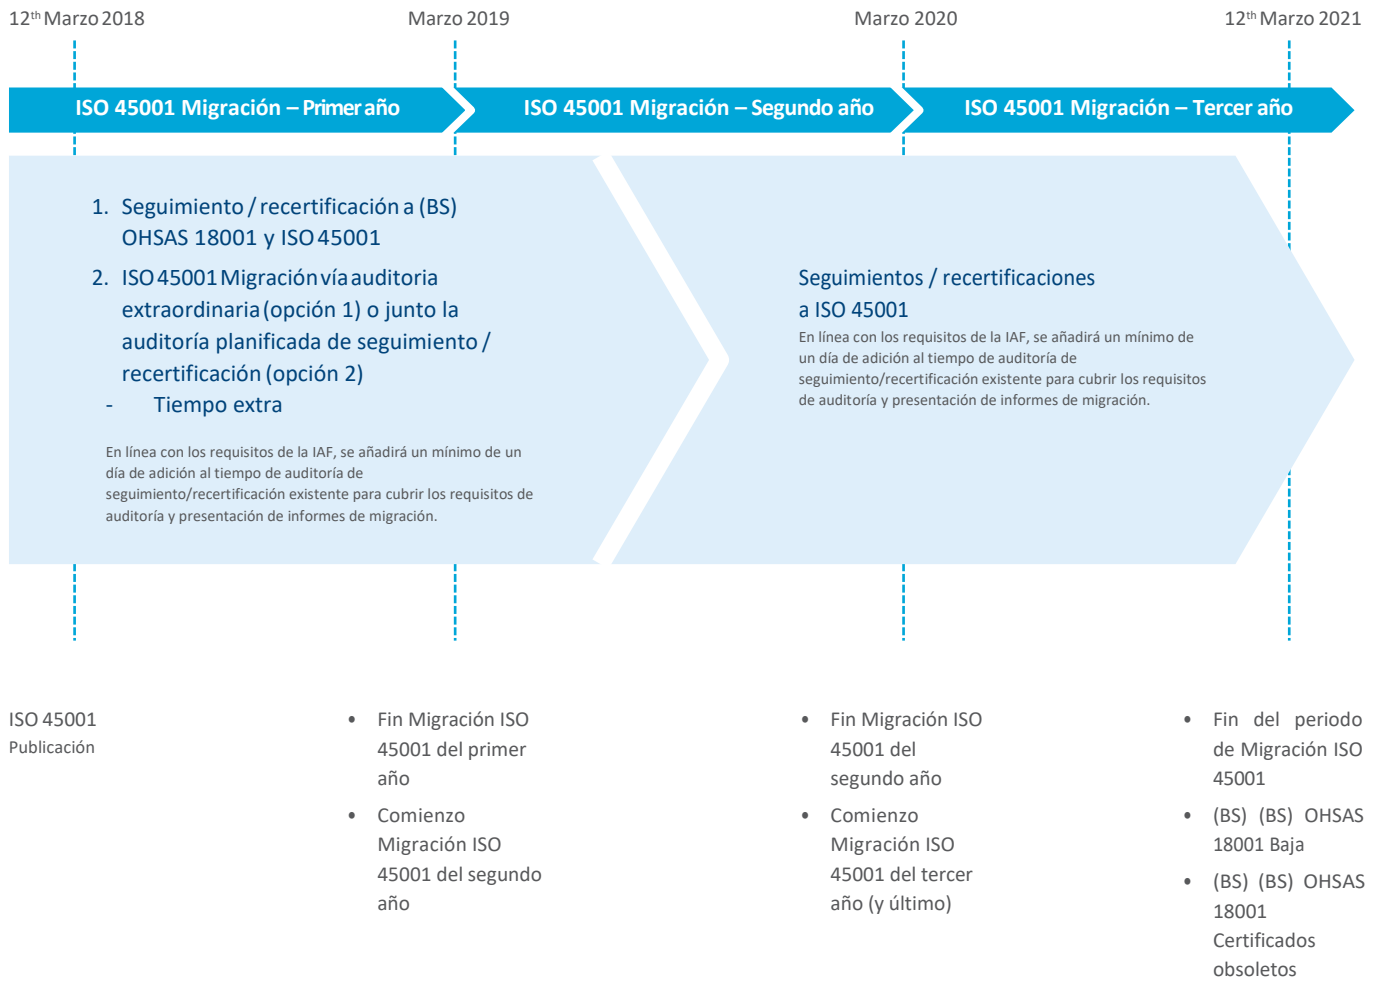 12th Marzo 2018
Marzo 2019
Marzo 2020
12th Marzo 2021
ISO 45001 Migración – Primer año
ISO 45001 Migración – Segundo año
ISO 45001 Migración – Tercer año
1. Seguimiento / recertificación a (BS)
OHSAS 18001 y ISO 45001
2. ISO 45001 Migración vía auditoria
extraordinaria (opción 1) o junto la
auditoría planificada de seguimiento /
recertificación (opción 2)
- Tiempo extra
En línea con los requisitos de la IAF, se añadirá un mínimo de un
día de adición al tiempo de auditoría de
seguimiento/recertificación existente para cubrir los requisitos de
auditoría y presentación de informes de migración.
Seguimientos / recertificaciones
a ISO 45001
En línea con los requisitos de la IAF, se añadirá un mínimo de
un día de adición al tiempo de auditoría de
seguimiento/recertificación existente para cubrir los requisitos
de auditoría y presentación de informes de migración.
ISO 45001
Publicación
• Fin Migración ISO
45001 del primer
año
• Comienzo
Migración ISO
45001 del segundo
año
• Fin Migración ISO
45001 del
segundo año
• Comienzo
Migración ISO
45001 del tercer
año (y último)
• Fin del periodo
de Migración ISO
45001
• (BS) (BS) OHSAS
18001 Baja
• (BS) (BS) OHSAS
18001
Certificados
obsoletos